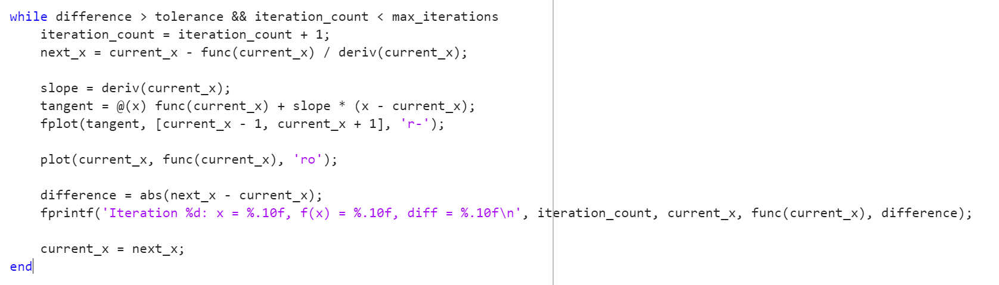 while difference > tolerance && iteration_count < max_iterations
    iteration_count = iteration_count + 1;
    next_x = current_x - func(current_x) / deriv(current_x);

    slope = deriv(current_x);
    tangent = @(x) func(current_x) + slope * (x - current_x);
    fplot(tangent, [current_x - 1, current_x + 1], 'r-');

    plot(current_x, func(current_x), 'ro');

    difference = abs(next_x - current_x);
    fprintf('Iteration %d: x = %.10f, f(x) = %.10f, diff = %.10f\n', iteration_count, current_x, func(current_x), difference);

    current_x = next_x;
end